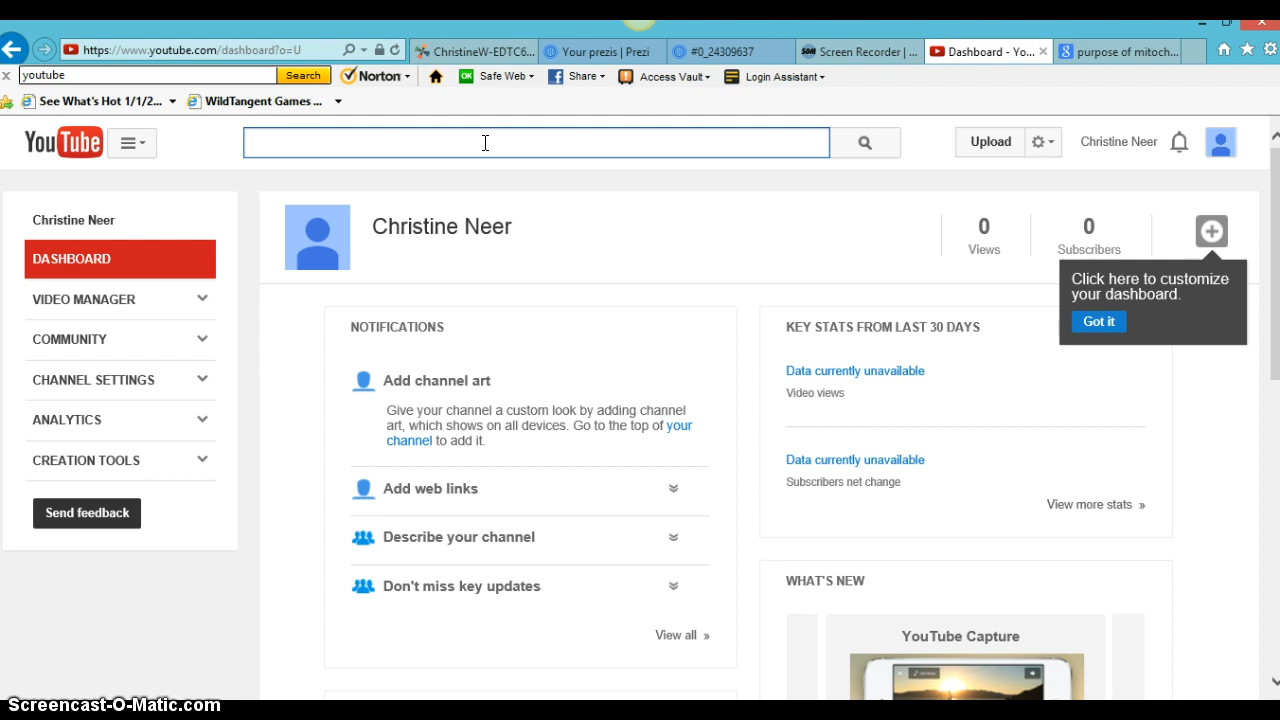 https://www.youtube.com/dashboard?o=U
ChristineW-EDTC6...
Your prezis | Prezi
#0_24309637
Screen Recorder | ...
Dashboard - Yo...
purpose of mitoch...
youtube
Search
Norton
OK
Safe Web
Share
Access Vault
Login Assistant
See What's Hot 1/1/2...
WildTangent Games ...
YouTube
Upload
Christine Neer
Christine Neer
DASHBOARD
VIDEO MANAGER
COMMUNITY
CHANNEL SETTINGS
ANALYTICS
CREATION TOOLS
Send feedback
Christine Neer
0
Views
0
Subscribers
Click here to customize
your dashboard.
Got it
NOTIFICATIONS
Add channel art
Give your channel a custom look by adding channel
art, which shows on all devices. Go to the top of your
channel to add it.
Add web links
Describe your channel
Don't miss key updates
View all »
KEY STATS FROM LAST 30 DAYS
Data currently unavailable
Video views
Data currently unavailable
Subscribers net change
View more stats »
WHAT'S NEW
YouTube Capture
Screencast-O-Matic.com